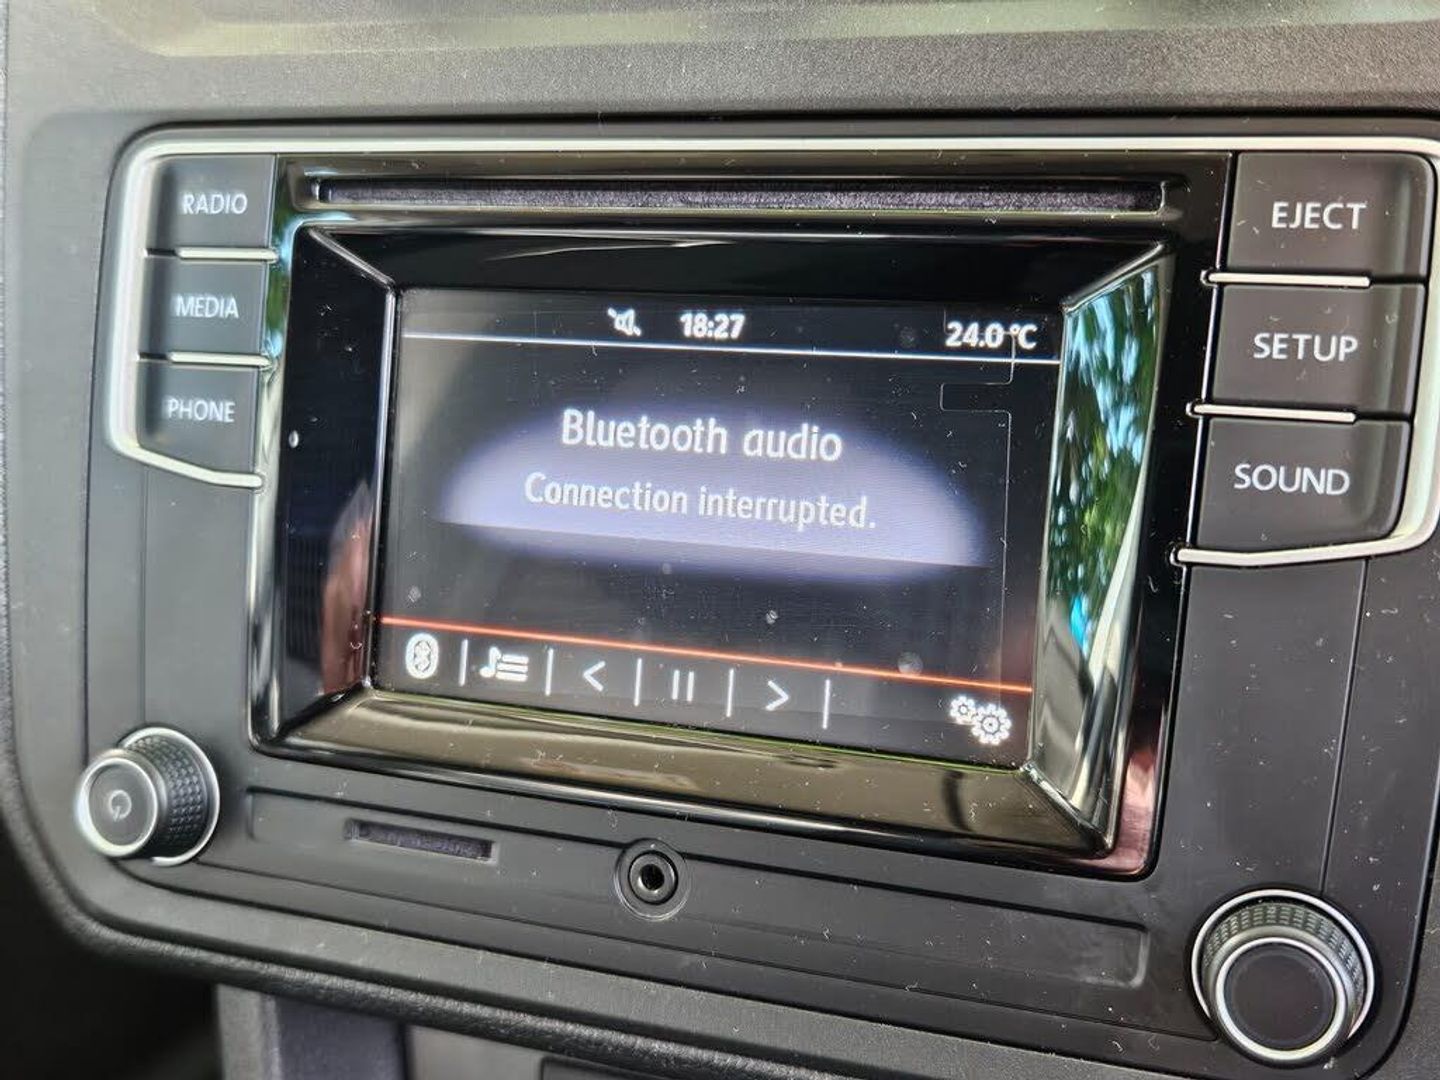 RADIO
MEDIA
PHONE
18:27
24.0 °C
Bluetooth audio
Connection interrupted.
EJECT
SETUP
SOUND